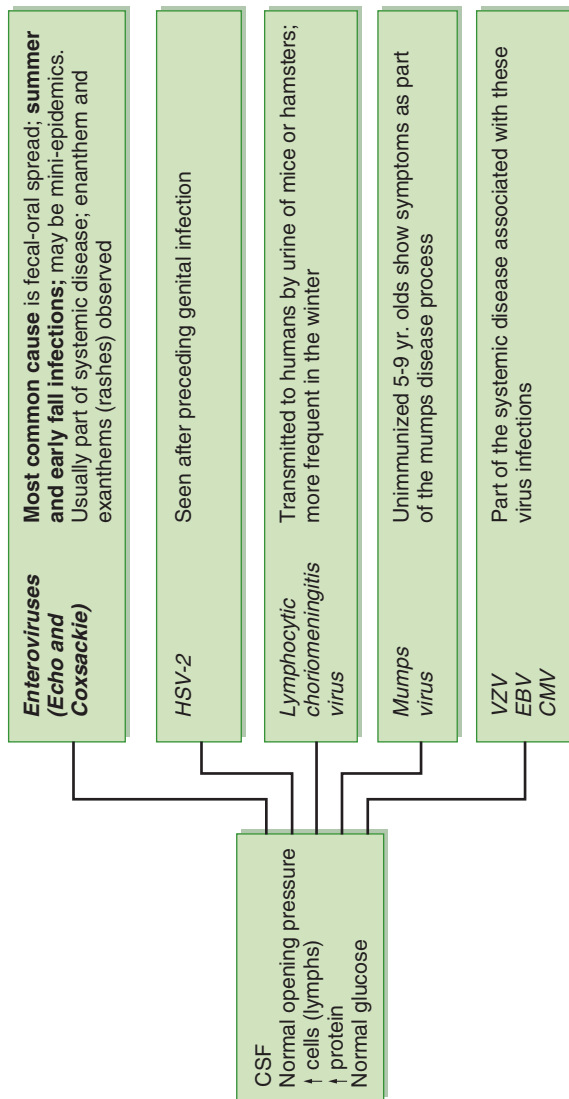 CSF
Normal opening pressure
↑ cells (lymphs)
↑ protein
Normal glucose
Enteroviruses
(Echo and
Coxsackie)
Most common cause is fecal-oral spread; summer
and early fall infections; may be mini-epidemics.
Usually part of systemic disease; enanthem and
exanthems (rashes) observed
HSV-2
Seen after preceding genital infection
Lymphocytic
choriomeningitis
virus
Transmitted to humans by urine of mice or hamsters;
more frequent in the winter
Mumps
virus
Unimmunized 5-9 yr. olds show symptoms as part
of the mumps disease process
VZV
EBV
CMV
Part of the systemic disease associated with these
virus infections